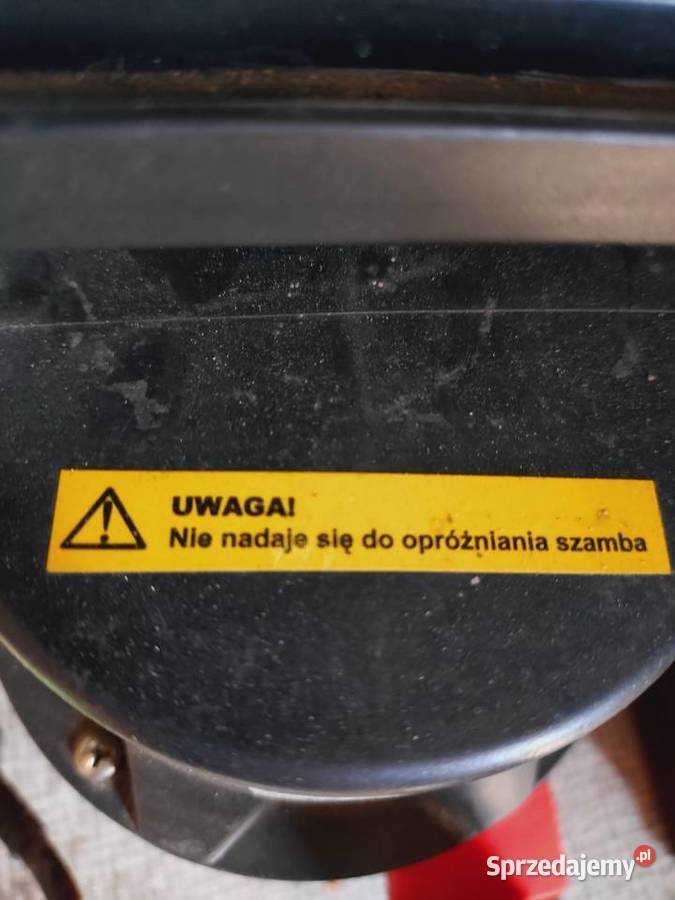 UWAGA!
Nie nadaje się do opróżniania szamba
Sprzedajemy.pl